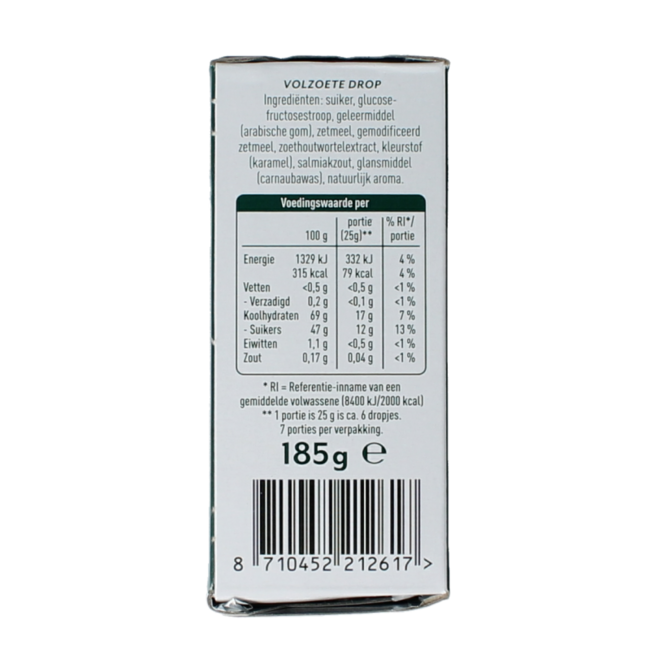 VOLZOETE DROP
Ingrediënten: suiker, glucose-
fructosestroop, geleermiddel
(arabische gom), zetmeel, gemodificeerd
zetmeel, zoethoutwortelextract, kleurstof
(karamel), salmiakzout, glansmiddel
(carnaubawas), natuurlijk aroma.
Voedingswaarde per
portie % RI*/
100 g (25g)** portie
Energie 1329 kJ 332 kJ 4 %
315 kcal 79 kcal 4 %
Vetten <0,5 g <0,5 g <1 %
- Verzadigd 0,2 g <0,1 g <1 %
Koolhydraten 69 g 17 g 7 %
- Suikers 47 g 12 g 13 %
Eiwitten 1,1 g <0,5 g <1 %
Zout 0,17 g 0,04 g <1 %
* RI = Referentie-inname van een
gemiddelde volwassene (8400 kJ/2000 kcal)
** 1 portie is 25 g is ca. 6 dropjes.
7 porties per verpakking.
185g ℮
8 710452 212617 >